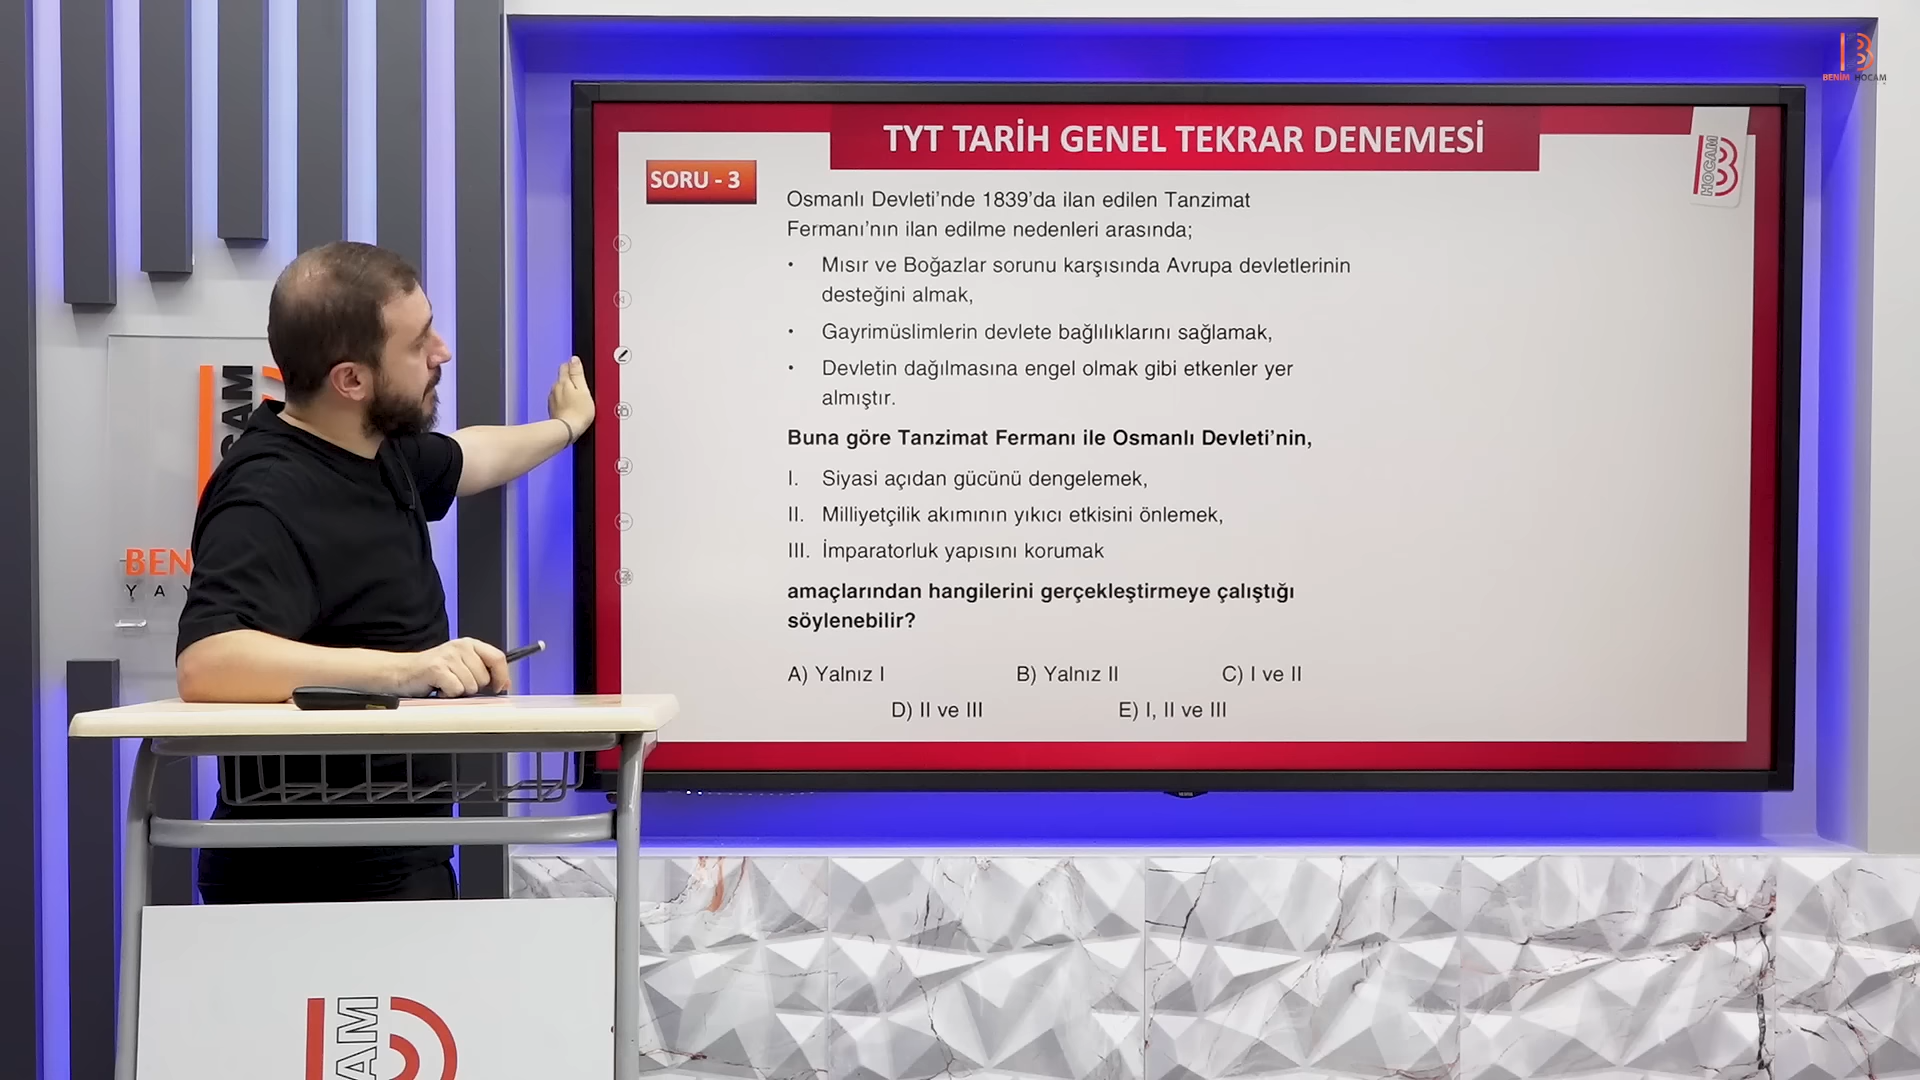 BENİM HOCAM
TYT TARİH GENEL TEKRAR DENEMESİ
HOCAM
SORU - 3
Osmanlı Devleti’nde 1839’da ilan edilen Tanzimat
Fermanı’nın ilan edilme nedenleri arasında;
• Mısır ve Boğazlar sorunu karşısında Avrupa devletlerinin
desteğini almak,
• Gayrimüslimlerin devlete bağlılıklarını sağlamak,
• Devletin dağılmasına engel olmak gibi etkenler yer
almıştır.
Buna göre Tanzimat Fermanı ile Osmanlı Devleti’nin,
I. Siyasi açıdan gücünü dengelemek,
II. Milliyetçilik akımının yıkıcı etkisini önlemek,
III. İmparatorluk yapısını korumak
amaçlarından hangilerini gerçekleştirmeye çalıştığı
söylenebilir?
A) Yalnız I B) Yalnız II C) I ve II
D) II ve III E) I, II ve III
CAM
BEN
YAY
AM